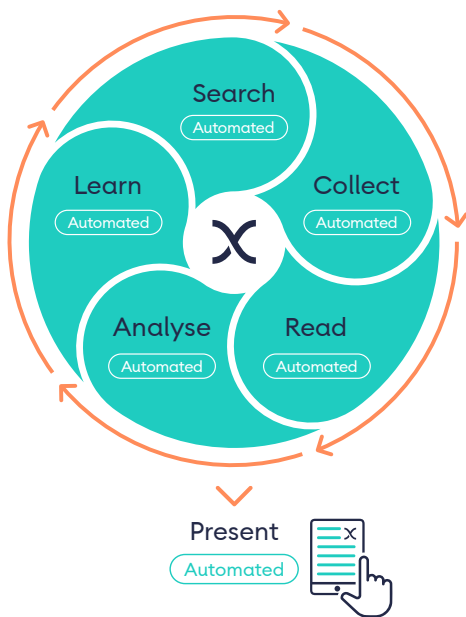 Search
Automated
Learn
Automated
Collect
Automated
Analyse
Automated
Read
Automated
Present
Automated